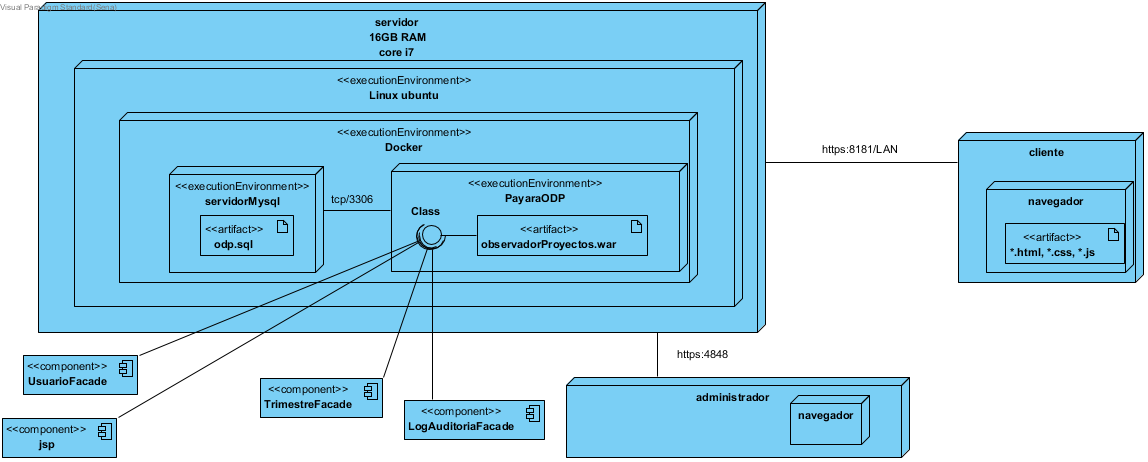 Visual Paradigm Standard(Sena)
servidor
16GB RAM
core i7
<<executionEnvironment>>
Linux ubuntu
<<executionEnvironment>>
Docker
<<executionEnvironment>>
servidorMysql
<<artifact>>
odp.sql
tcp/3306
<<executionEnvironment>>
PayaraODP
Class
<<artifact>>
observadorProyectos.war
https:8181/LAN
cliente
navegador
<<artifact>>
*.html, *.css, *.js
<<component>>
UsuarioFacade
<<component>>
jsp
<<component>>
TrimestreFacade
<<component>>
LogAuditoriaFacade
https:4848
administrador
navegador